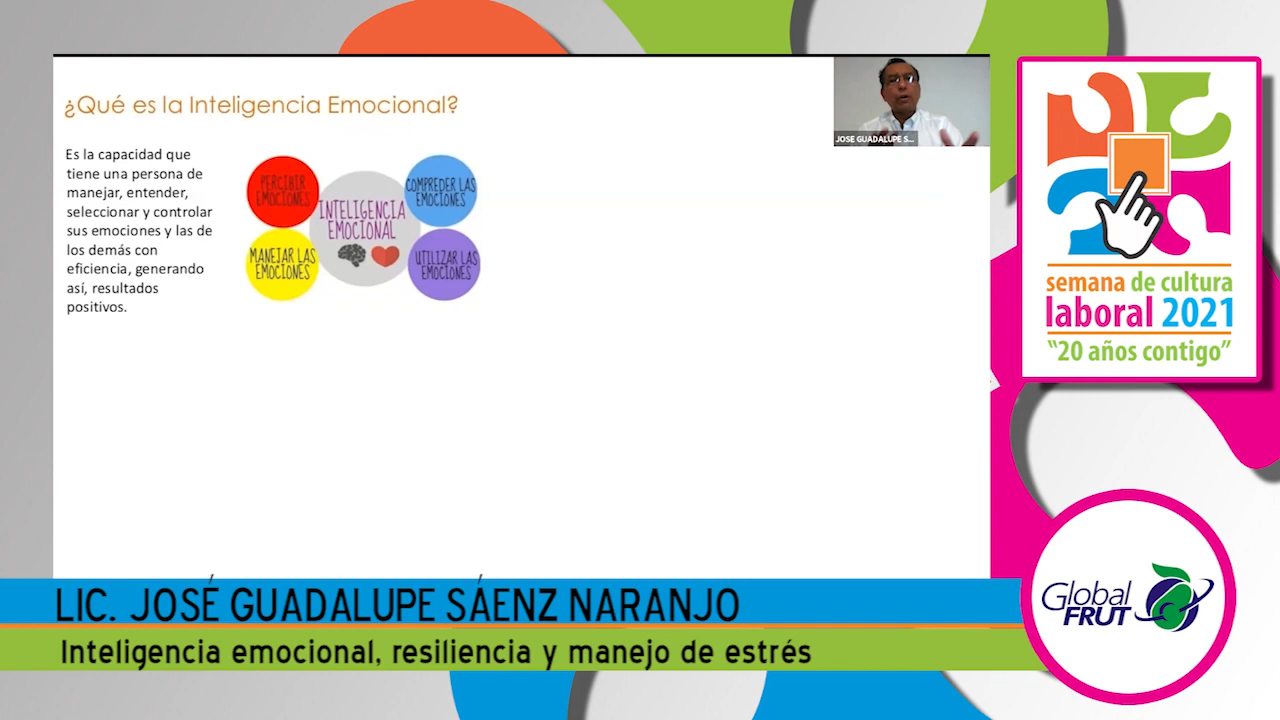 ¿Qué es la Inteligencia Emocional?
Es la capacidad que
tiene una persona de
manejar, entender,
seleccionar y controlar
sus emociones y las de
los demás con
eficiencia, generando
así, resultados
positivos.
PERCIBIR
EMOCIONES
COMPREDER LAS
EMOCIONES
INTELIGENCIA
EMOCIONAL
MANEJAR LAS
EMOCIONES
UTILIZAR LAS
EMOCIONES
JOSE GUADALUPE S...
semana de cultura
laboral 2021
"20 años contigo"
LIC. JOSÉ GUADALUPE SÁENZ NARANJO
Inteligencia emocional, resiliencia y manejo de estrés
Global
FRUT